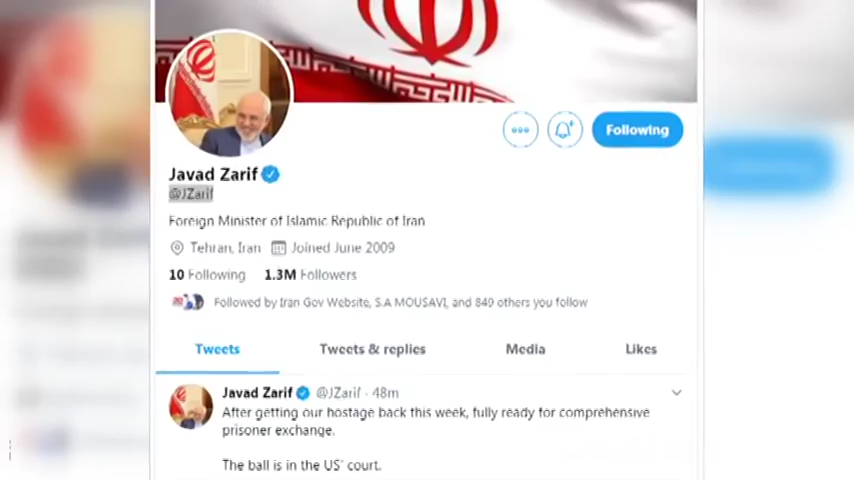 Following
Javad Zarif
@JZarif
Foreign Minister of Islamic Republic of Iran
Tehran, Iran Joined June 2009
10 Following 1.3M Followers
Followed by Iran Gov Website, S.A MOUSAVI, and 849 others you follow
Tweets Tweets & replies Media Likes
Javad Zarif @JZarif · 48m
After getting our hostage back this week, fully ready for comprehensive
prisoner exchange.
The ball is in the US' court.